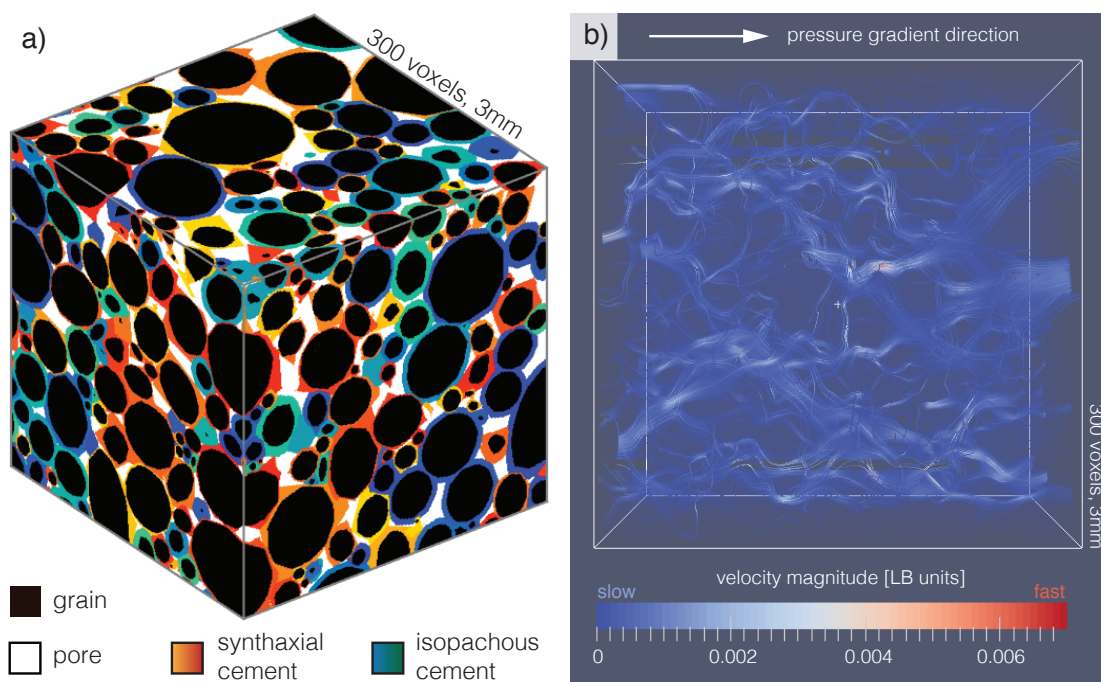 a)
300 voxels, 3mm
grain
pore
synthaxial
cement
isopachous
cement
b)
pressure gradient direction
300 voxels, 3mm
velocity magnitude [LB units]
slow
fast
0
0.002
0.004
0.006